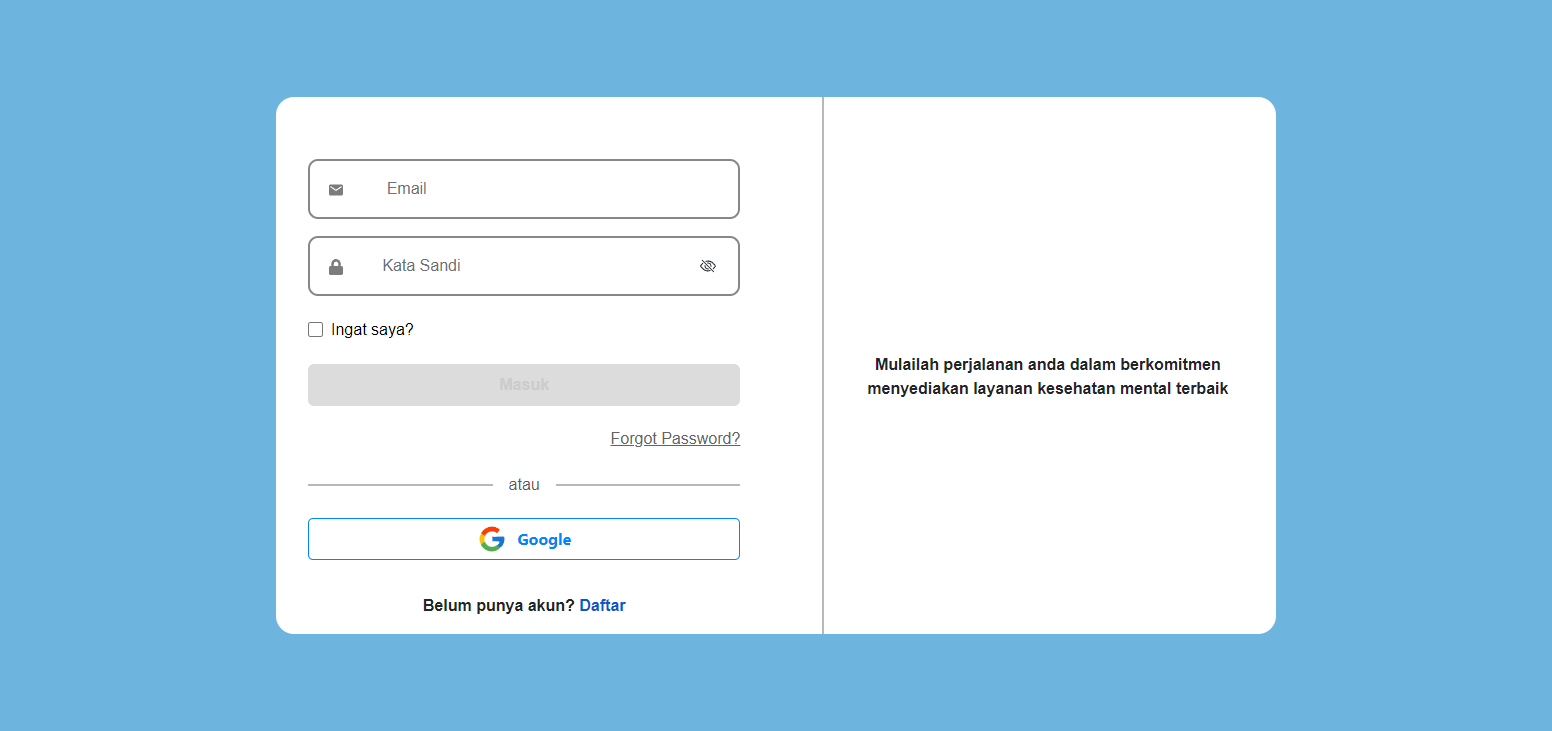 Email
Kata Sandi
Ingat saya?
Masuk
Forgot Password?
atau
Google
Belum punya akun? Daftar
Mulailah perjalanan anda dalam berkomitmen
menyediakan layanan kesehatan mental terbaik